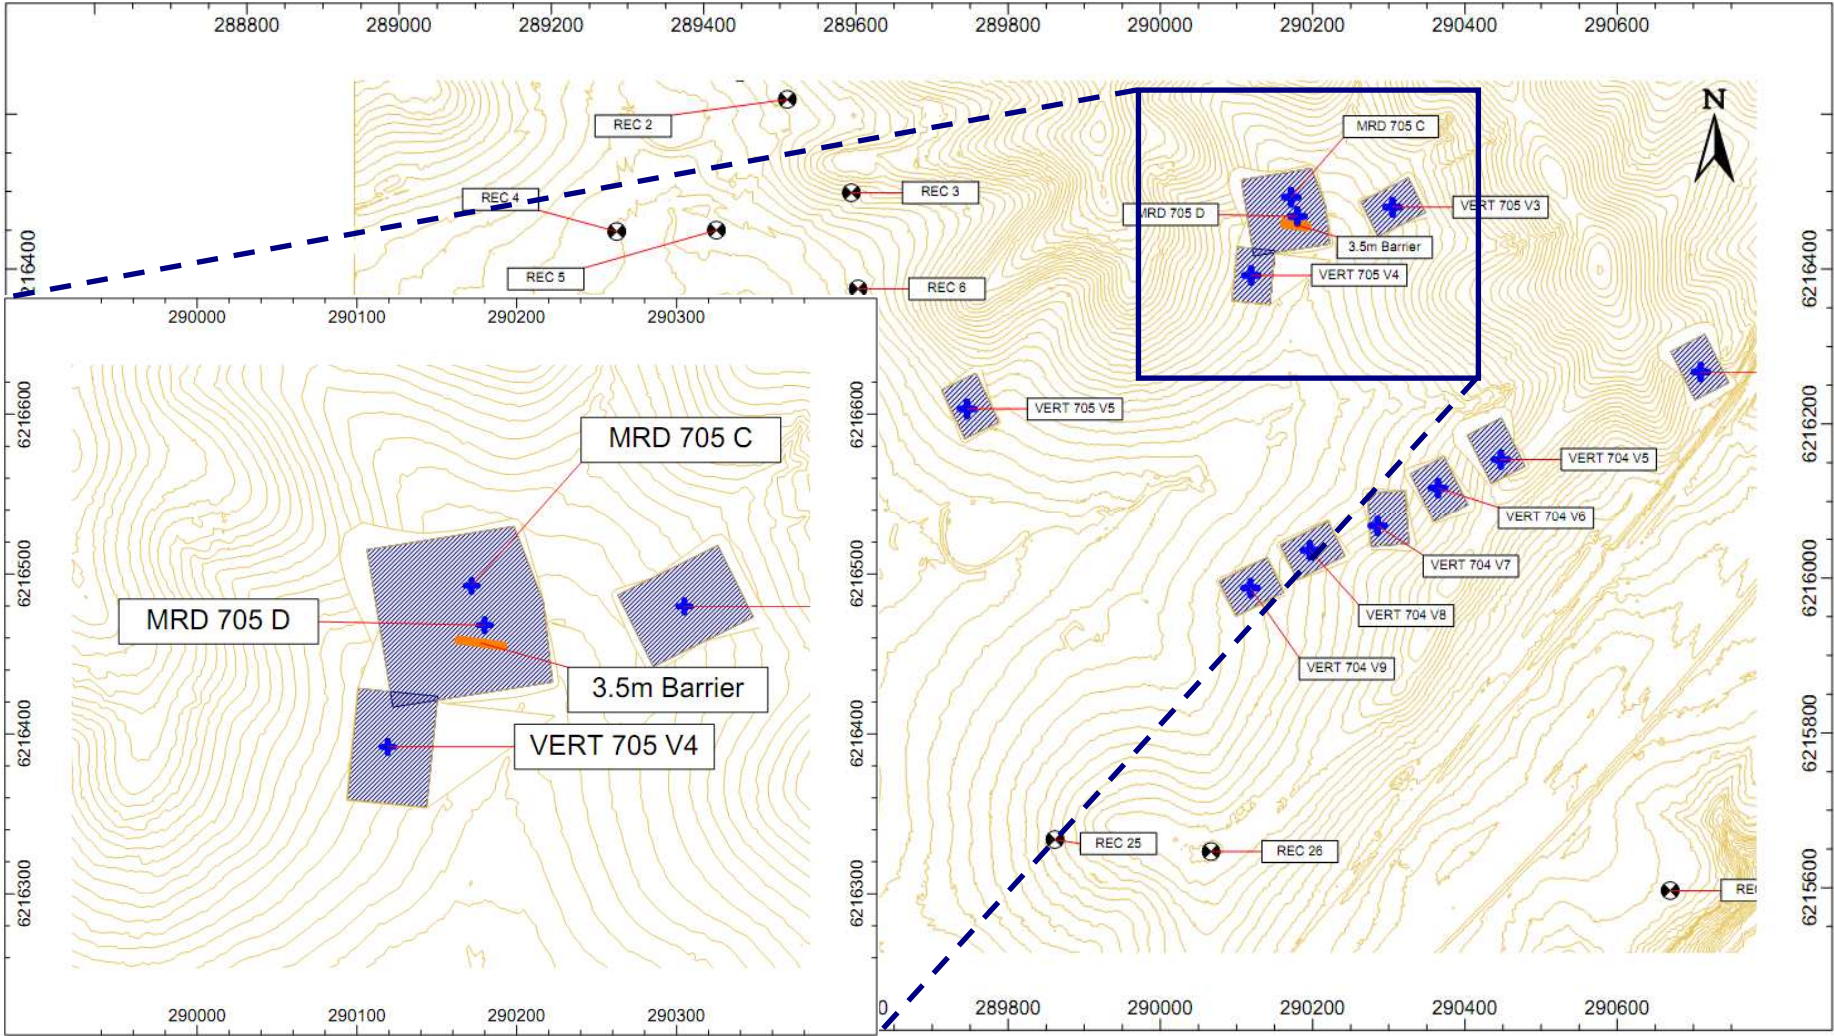 288800 289000 289200 289400 289600 289800 290000 290200 290400 290600
N
REC 2
MRD 705 C
REC 4
REC 3
VERT 705 V3
MRD 705 D
3.5m Barrier
REC 5
VERT 705 V4
REC 6
216400
6216400
290000 290100 290200 290300
VERT 705 V5
6216600
6216600
6216200
MRD 705 C
VERT 704 V5
VERT 704 V6
6216500
6216500
VERT 704 V7
6216000
MRD 705 D
VERT 704 V8
VERT 704 V9
3.5m Barrier
VERT 705 V4
6216400
6216400
6215800
REC 25
REC 26
6216300
6216300
REC
6215600
290000 290100 290200 290300
0 289800 290000 290200 290400 290600